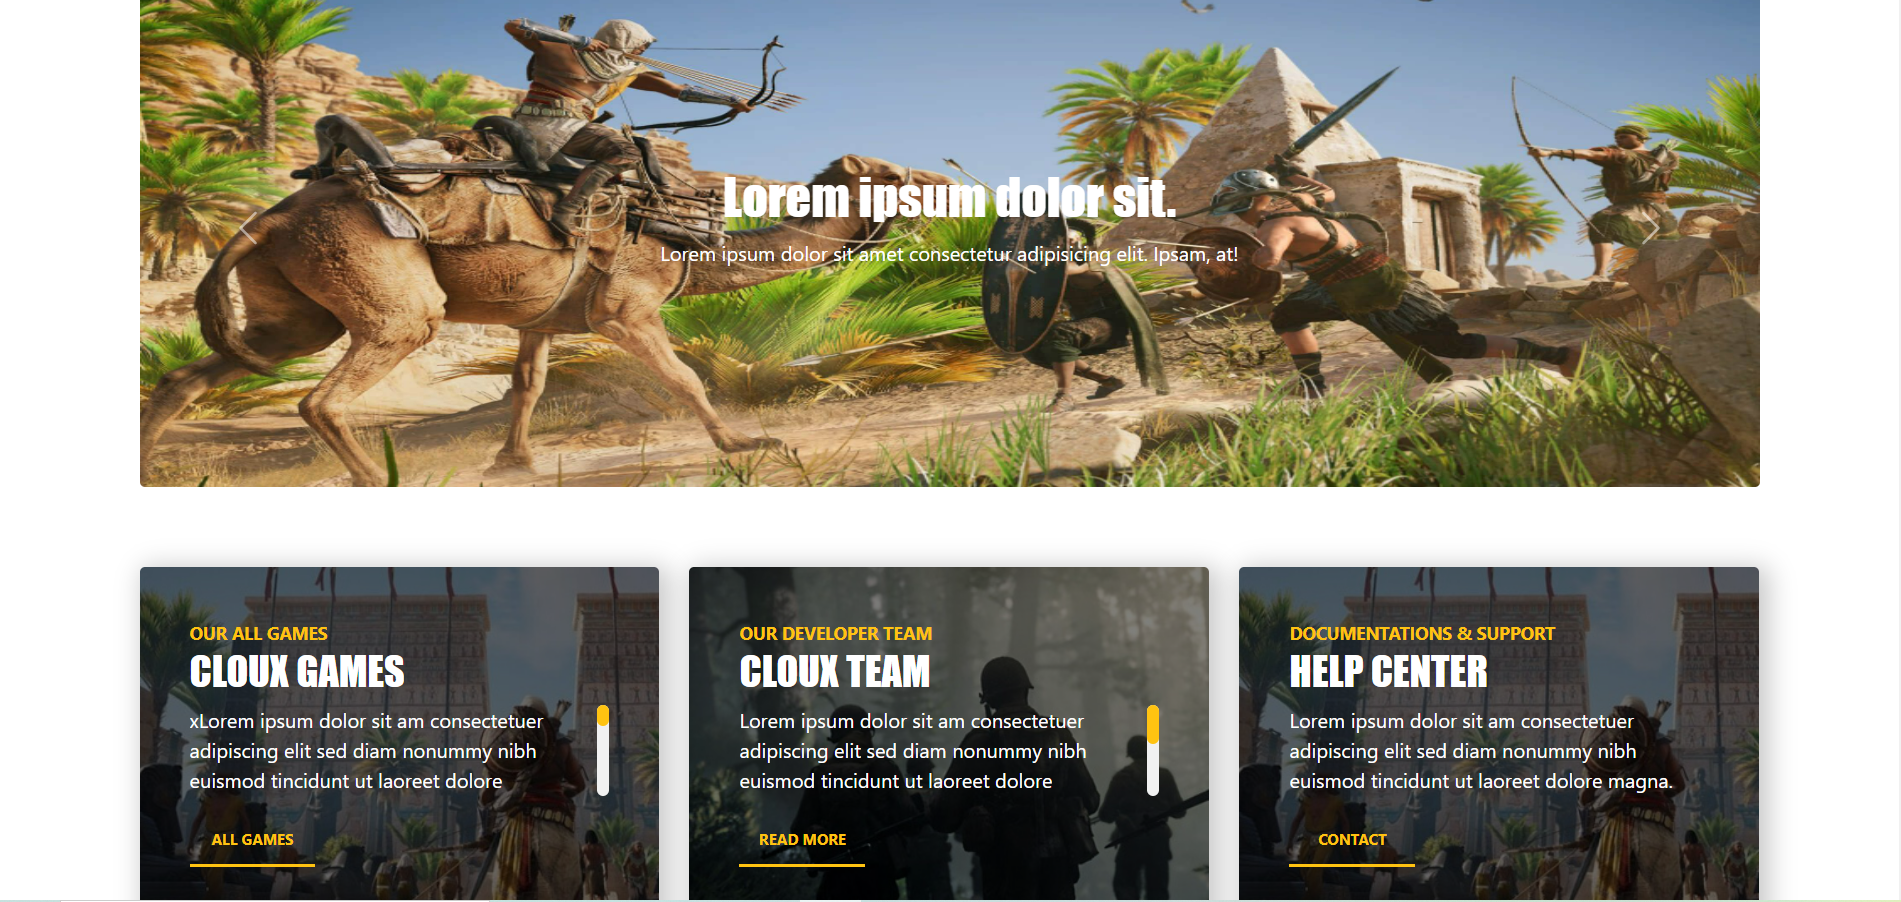 Lorem ipsum dolor sit.
Lorem ipsum dolor sit amet consectetur adipisicing elit. Ipsam, at!
OUR ALL GAMES
CLOUX GAMES
xLorem ipsum dolor sit am consectetuer
adipiscing elit sed diam nonummy nibh
euismod tincidunt ut laoreet dolore
ALL GAMES
OUR DEVELOPER TEAM
CLOUX TEAM
Lorem ipsum dolor sit am consectetuer
adipiscing elit sed diam nonummy nibh
euismod tincidunt ut laoreet dolore
READ MORE
DOCUMENTATIONS & SUPPORT
HELP CENTER
Lorem ipsum dolor sit am consectetuer
adipiscing elit sed diam nonummy nibh
euismod tincidunt ut laoreet dolore magna.
CONTACT